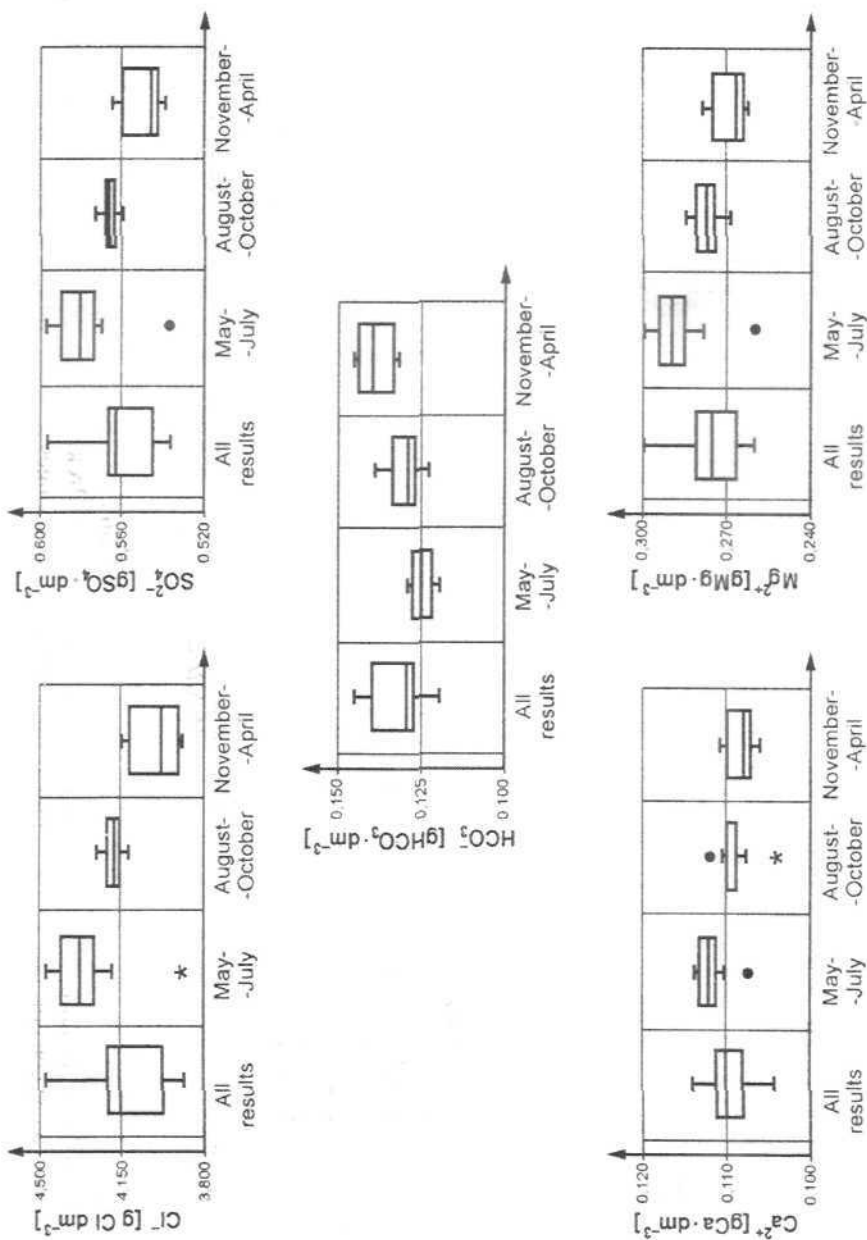 Cl⁻ [g Cl dm⁻³]
4.500
4.150
3.800
All
results
May-
-July
August-
-October
November-
-April
SO₄²⁻ [gSO₄·dm⁻³]
0.600
0.560
0.520
All
results
May-
-July
August-
-October
November-
-April
HCO₃⁻ [gHCO₃·dm⁻³]
0.150
0.125
0.100
All
results
May-
-July
August-
-October
November-
-April
Ca²⁺ [gCa·dm⁻³]
0.120
0.110
0.100
All
results
May-
-July
August-
-October
November-
-April
Mg²⁺ [gMg·dm⁻³]
0.300
0.270
0.240
All
results
May-
-July
August-
-October
November-
-April